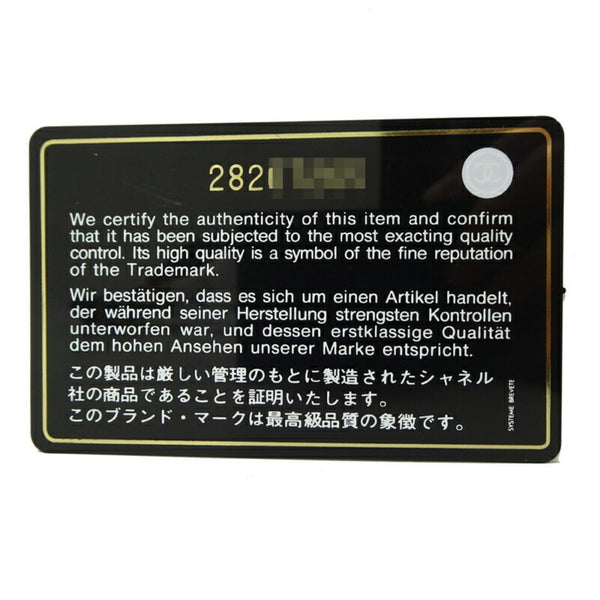 282
We certify the authenticity of this item and confirm
that it has been subjected to the most exacting quality
control. Its high quality is a symbol of the fine reputation
of the Trademark.
Wir bestätigen, dass es sich um einen Artikel handelt,
der während seiner Herstellung strengsten Kontrollen
unterworfen war, und dessen erstklassige Qualität
dem hohen Ansehen unserer Marke entspricht.
この製品は厳しい管理のもとに製造されたシャネル
社の商品であることを証明いたします。
このブランド・マークは最高級品質の象徴です。
SYSTEME BREVETE